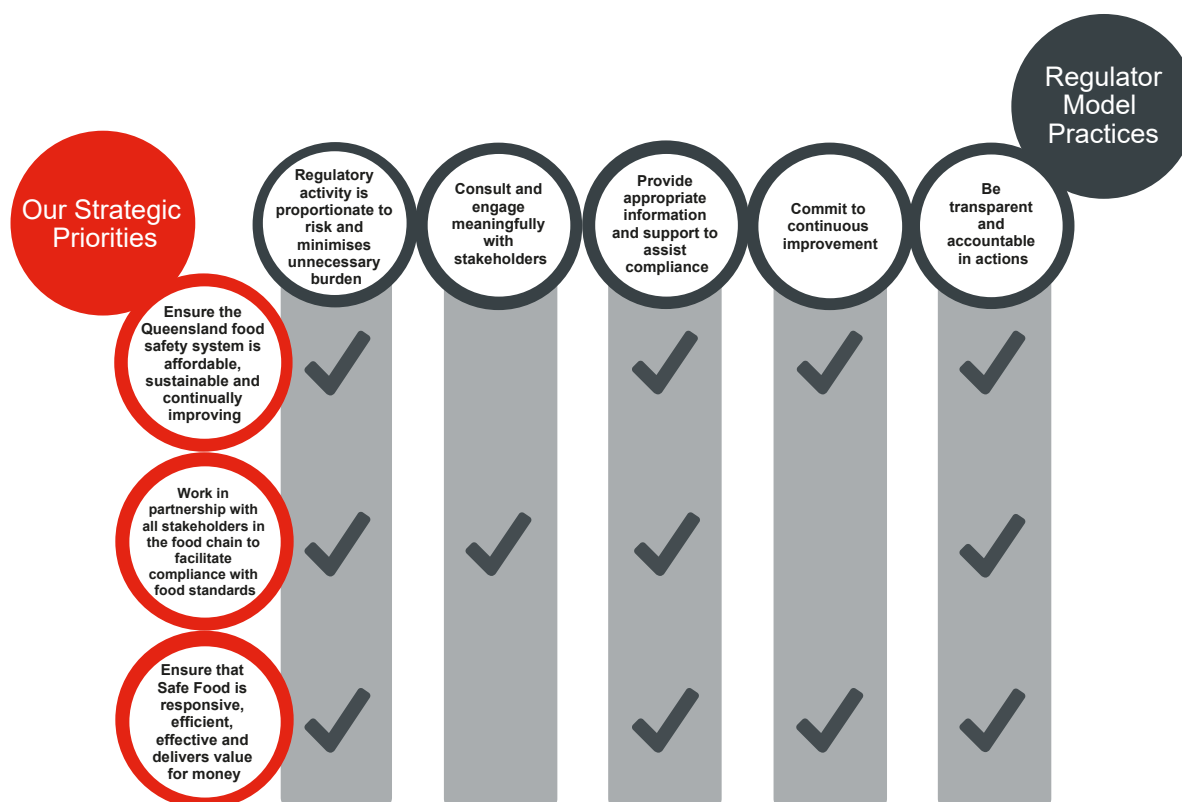 Regulator
Model
Practices
Our Strategic
Priorities
Regulatory
activity is
proportionate to
risk and
minimises
unnecessary
burden
Consult and
engage
meaningfully
with
stakeholders
Provide
appropriate
information
and support to
assist
compliance
Commit to
continuous
improvement
Be
transparent
and
accountable
in actions
Ensure the
Queensland food
safety system is
affordable,
sustainable and
continually
improving
Work in
partnership with
all stakeholders in
the food chain to
facilitate
compliance with
food standards
Ensure that
Safe Food is
responsive,
efficient,
effective and
delivers value
for money